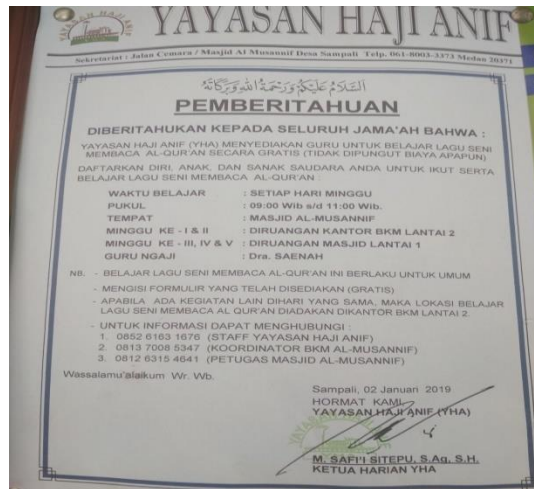 YAYASAN HAJI ANIF
YAYASAN HAJI ANIF
Sekretariat : Jalan Cemara / Masjid Al Musannif Desa Sampali Telp. 061-8003-3373 Medan 20371
السَّلَامُ عَلَيْكُمْ وَرَحْمَةُ اللهِ وَبَرَكَاتُهُ
PEMBERITAHUAN
DIBERITAHUKAN KEPADA SELURUH JAMA'AH BAHWA :
YAYASAN HAJI ANIF (YHA) MENYEDIAKAN GURU UNTUK BELAJAR LAGU SENI
MEMBACA AL-QUR'AN SECARA GRATIS (TIDAK DIPUNGUT BIAYA APAPUN)
DAFTARKAN DIRI, ANAK, DAN SANAK SAUDARA ANDA UNTUK IKUT SERTA
BELAJAR LAGU SENI MEMBACA AL-QUR'AN :
WAKTU BELAJAR : SETIAP HARI MINGGU
PUKUL : 09:00 Wib s/d 11:00 Wib.
TEMPAT : MASJID AL-MUSANNIF
MINGGU KE - I & II : DIRUANGAN KANTOR BKM LANTAI 2
MINGGU KE - III, IV & V : DIRUANGAN MASJID LANTAI 1
GURU NGAJI : Dra. SAENAH
NB. - BELAJAR LAGU SENI MEMBACA AL-QUR'AN INI BERLAKU UNTUK UMUM
- MENGISI FORMULIR YANG TELAH DISEDIAKAN (GRATIS)
- APABILA ADA KEGIATAN LAIN DIHARI YANG SAMA, MAKA LOKASI BELAJAR
LAGU SENI MEMBACA AL QUR'AN DIADAKAN DIKANTOR BKM LANTAI 2.
- UNTUK INFORMASI DAPAT MENGHUBUNGI :
1. 0852 6163 1676 (STAFF YAYASAN HAJI ANIF)
2. 0813 7008 5347 (KOORDINATOR BKM AL-MUSANNIF)
3. 0812 6315 4641 (PETUGAS MASJID AL-MUSANNIF)
Wassalamu'alaikum Wr. Wb.
Sampali, 02 Januari 2019
HORMAT KAMI,
YAYASAN HAJI ANIF (YHA)
M. SAFI'I SITEPU, S.Ag, S.H.
KETUA HARIAN YHA